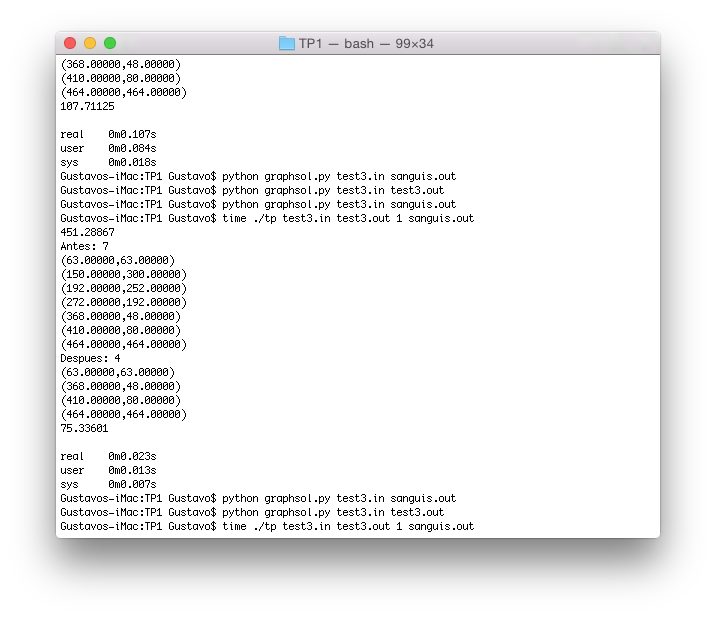 TP1 — bash — 99×34
(368.00000,48.00000)
(410.00000,80.00000)
(464.00000,464.00000)
107.71125
real    0m0.107s
user    0m0.084s
sys     0m0.018s
Gustavos-iMac:TP1 Gustavo$ python graphsol.py test3.in sanguis.out
Gustavos-iMac:TP1 Gustavo$ python graphsol.py test3.in test3.out
Gustavos-iMac:TP1 Gustavo$ python graphsol.py test3.in sanguis.out
Gustavos-iMac:TP1 Gustavo$ time ./tp test3.in test3.out 1 sanguis.out
451.28867
Antes: 7
(63.00000,63.00000)
(150.00000,300.00000)
(192.00000,252.00000)
(272.00000,192.00000)
(368.00000,48.00000)
(410.00000,80.00000)
(464.00000,464.00000)
Despues: 4
(63.00000,63.00000)
(368.00000,48.00000)
(410.00000,80.00000)
(464.00000,464.00000)
75.33601
real    0m0.023s
user    0m0.013s
sys     0m0.007s
Gustavos-iMac:TP1 Gustavo$ python graphsol.py test3.in sanguis.out
Gustavos-iMac:TP1 Gustavo$ python graphsol.py test3.in test3.out
Gustavos-iMac:TP1 Gustavo$ time ./tp test3.in test3.out 1 sanguis.out